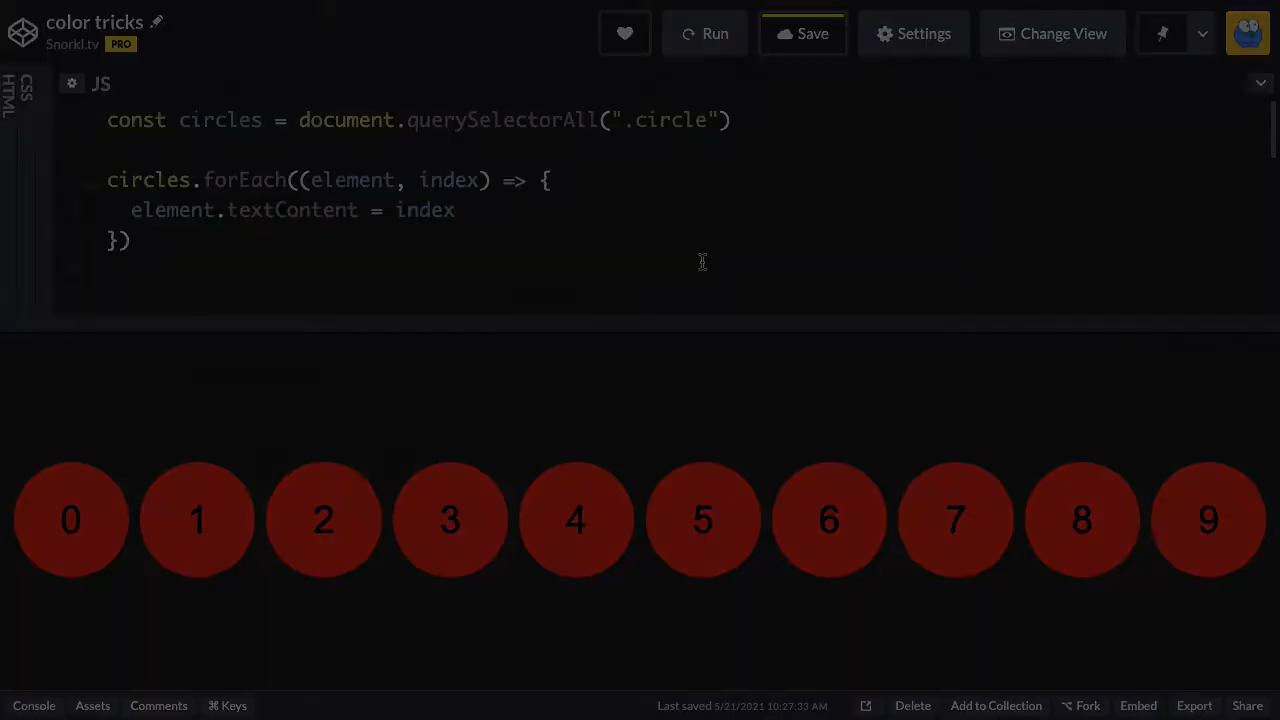 color tricks
Snorkl.tv PRO
Run
Save
Settings
Change View
HTML
CSS
JS
const circles = document.querySelectorAll(".circle")
circles.forEach((element, index) => {
element.textContent = index
})
0 1 2 3 4 5 6 7 8 9
Console Assets Comments ⌘ Keys Last saved 5/21/2021 10:27:33 AM Delete Add to Collection ⌥ Fork Embed Export Share